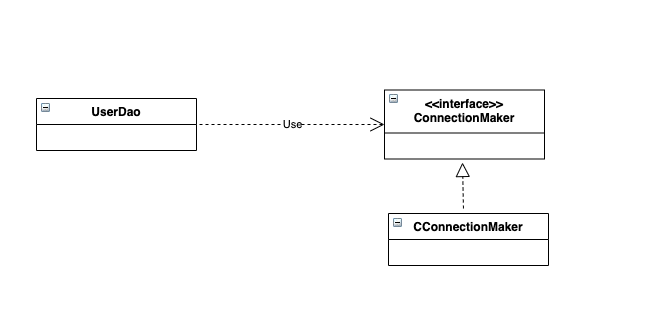 UserDao
Use
<<interface>>
ConnectionMaker
CConnectionMaker